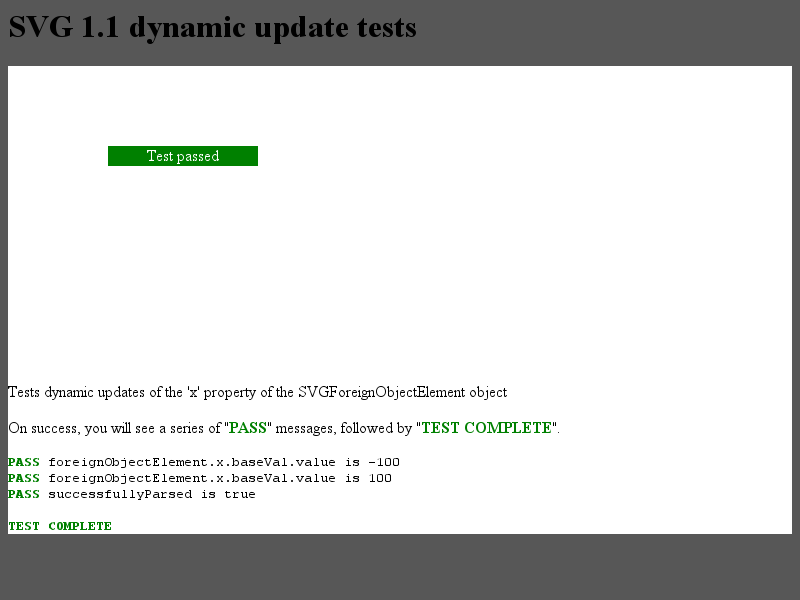 SVG 1.1 dynamic update tests
Test passed
Tests dynamic updates of the 'x' property of the SVGForeignObjectElement object
On success, you will see a series of "PASS" messages, followed by "TEST COMPLETE".
PASS foreignObjectElement.x.baseVal.value is -100
PASS foreignObjectElement.x.baseVal.value is 100
PASS successfullyParsed is true
TEST COMPLETE